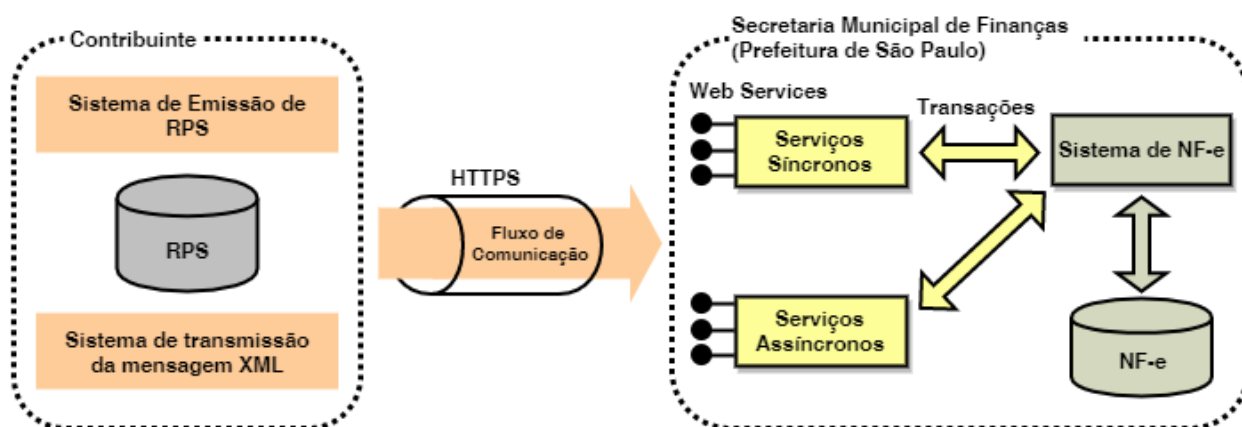 Contribuinte
Sistema de Emissão de
RPS
RPS
Sistema de transmissão
da mensagem XML
HTTPS
Fluxo de
Comunicação
Secretaria Municipal de Finanças
(Prefeitura de São Paulo)
Web Services
Transações
Serviços
Síncronos
Sistema de NF-e
Serviços
Assíncronos
NF-e